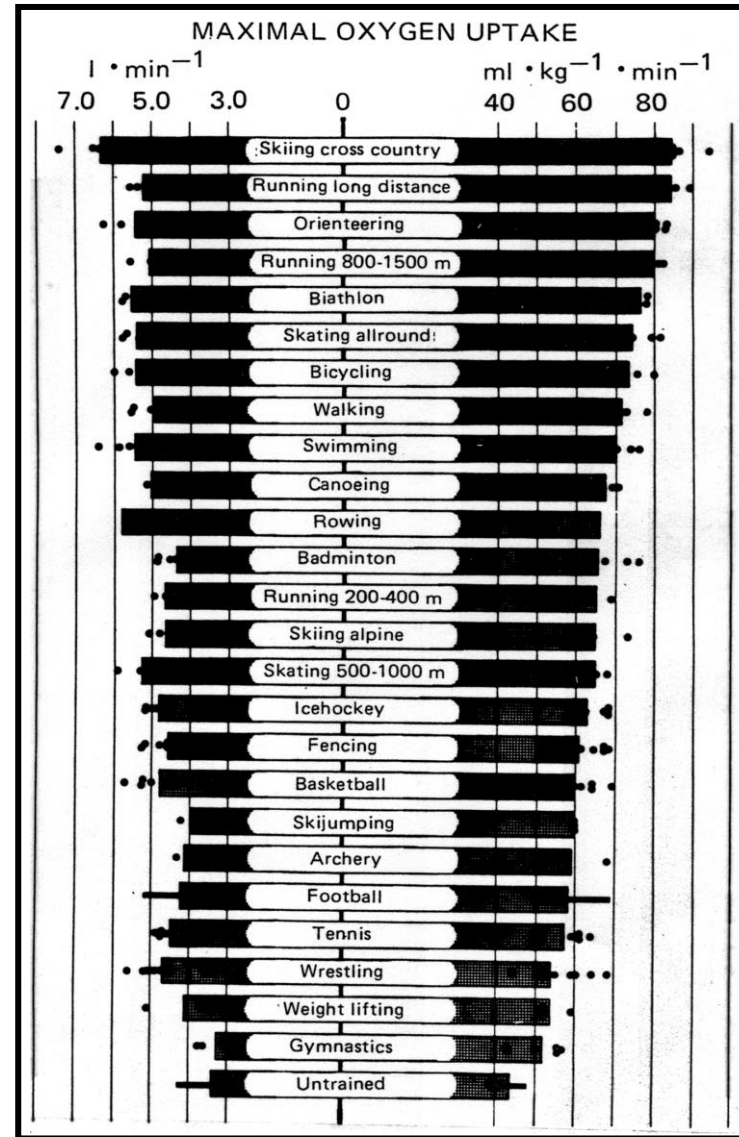 MAXIMAL OXYGEN UPTAKE
l • min⁻¹ ml • kg⁻¹ • min⁻¹
7.0 5.0 3.0 0 40 60 80
Skiing cross country
Running long distance
Orienteering
Running 800-1500 m
Biathlon
Skating allround
Bicycling
Walking
Swimming
Canoeing
Rowing
Badminton
Running 200-400 m
Skiing alpine
Skating 500-1000 m
Icehockey
Fencing
Basketball
Skijumping
Archery
Football
Tennis
Wrestling
Weight lifting
Gymnastics
Untrained